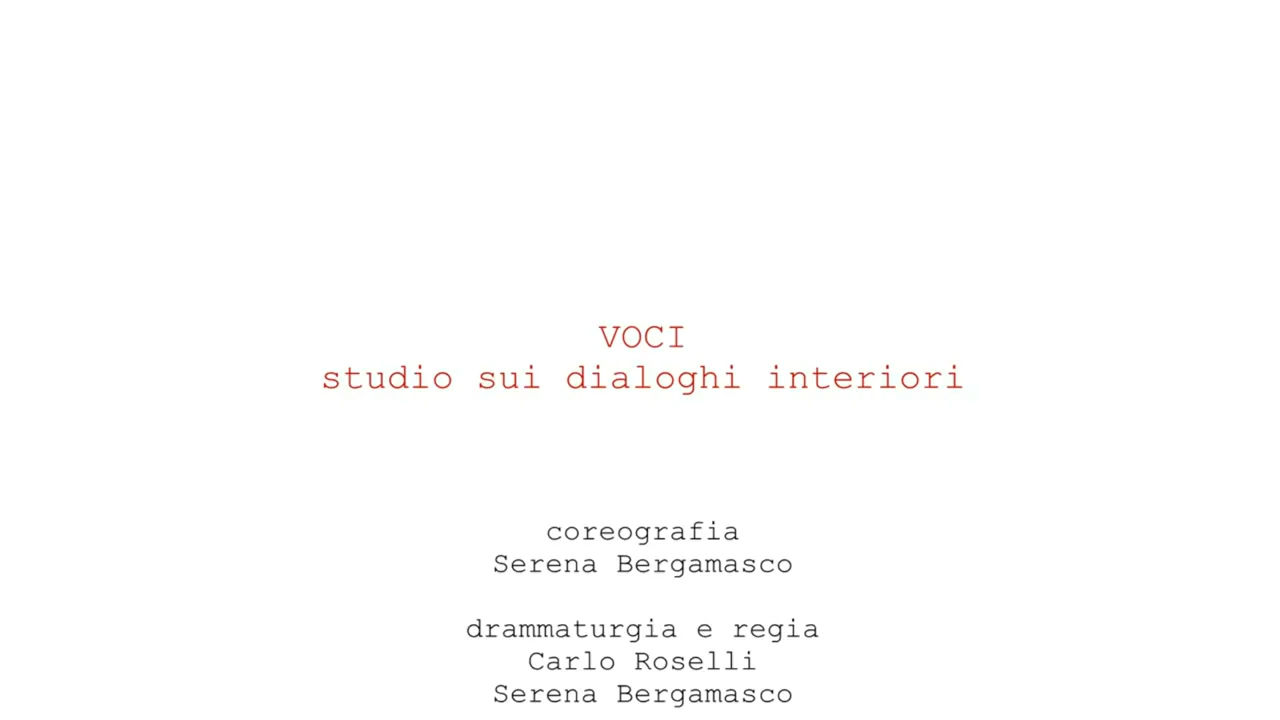 VOCI
studio sui dialoghi interiori
coreografia
Serena Bergamasco
drammaturgia e regia
Carlo Roselli
Serena Bergamasco